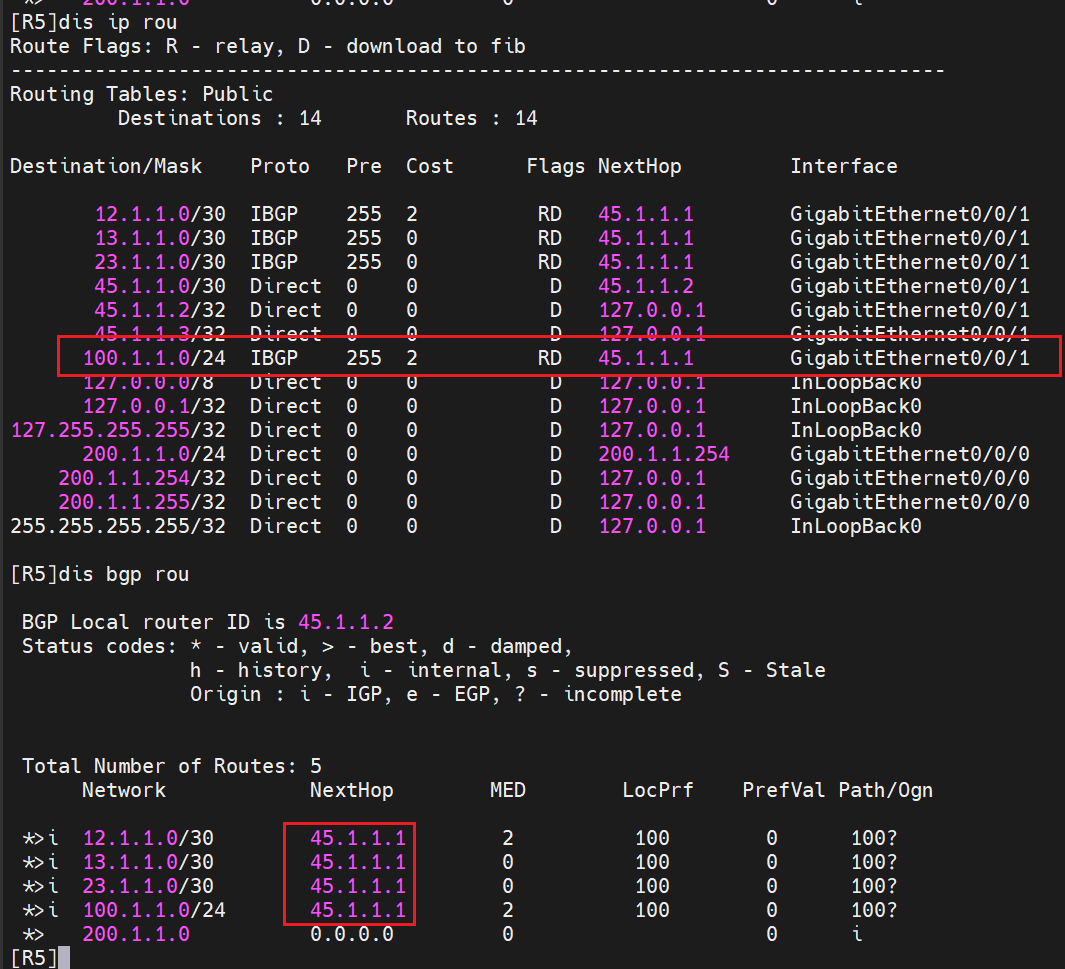 *>   200.1.1.0          0.0.0.0         0                     0      i
[R5]dis ip rou
Route Flags: R - relay, D - download to fib
------------------------------------------------------------------------------
Routing Tables: Public
         Destinations : 14       Routes : 14

Destination/Mask    Proto   Pre  Cost      Flags NextHop         Interface

       12.1.1.0/30  IBGP    255  2          RD   45.1.1.1        GigabitEthernet0/0/1
       13.1.1.0/30  IBGP    255  0          RD   45.1.1.1        GigabitEthernet0/0/1
       23.1.1.0/30  IBGP    255  0          RD   45.1.1.1        GigabitEthernet0/0/1
       45.1.1.0/30  Direct  0    0           D   45.1.1.2        GigabitEthernet0/0/1
       45.1.1.2/32  Direct  0    0           D   127.0.0.1       GigabitEthernet0/0/1
       45.1.1.3/32  Direct  0    0           D   127.0.0.1       GigabitEthernet0/0/1
      100.1.1.0/24  IBGP    255  2          RD   45.1.1.1        GigabitEthernet0/0/1
      127.0.0.0/8   Direct  0    0           D   127.0.0.1       InLoopBack0
      127.0.0.1/32  Direct  0    0           D   127.0.0.1       InLoopBack0
127.255.255.255/32  Direct  0    0           D   127.0.0.1       InLoopBack0
      200.1.1.0/24  Direct  0    0           D   200.1.1.254     GigabitEthernet0/0/0
    200.1.1.254/32  Direct  0    0           D   127.0.0.1       GigabitEthernet0/0/0
    200.1.1.255/32  Direct  0    0           D   127.0.0.1       GigabitEthernet0/0/0
255.255.255.255/32  Direct  0    0           D   127.0.0.1       InLoopBack0

[R5]dis bgp rou

 BGP Local router ID is 45.1.1.2
 Status codes: * - valid, > - best, d - damped,
               h - history,  i - internal, s - suppressed, S - Stale
               Origin : i - IGP, e - EGP, ? - incomplete

 Total Number of Routes: 5
      Network            NextHop        MED        LocPrf    PrefVal Path/Ogn

 *>i  12.1.1.0/30        45.1.1.1        2          100        0      100?
 *>i  13.1.1.0/30        45.1.1.1        0          100        0      100?
 *>i  23.1.1.0/30        45.1.1.1        0          100        0      100?
 *>i  100.1.1.0/24       45.1.1.1        2          100        0      100?
 *>   200.1.1.0          0.0.0.0         0                     0      i
[R5]